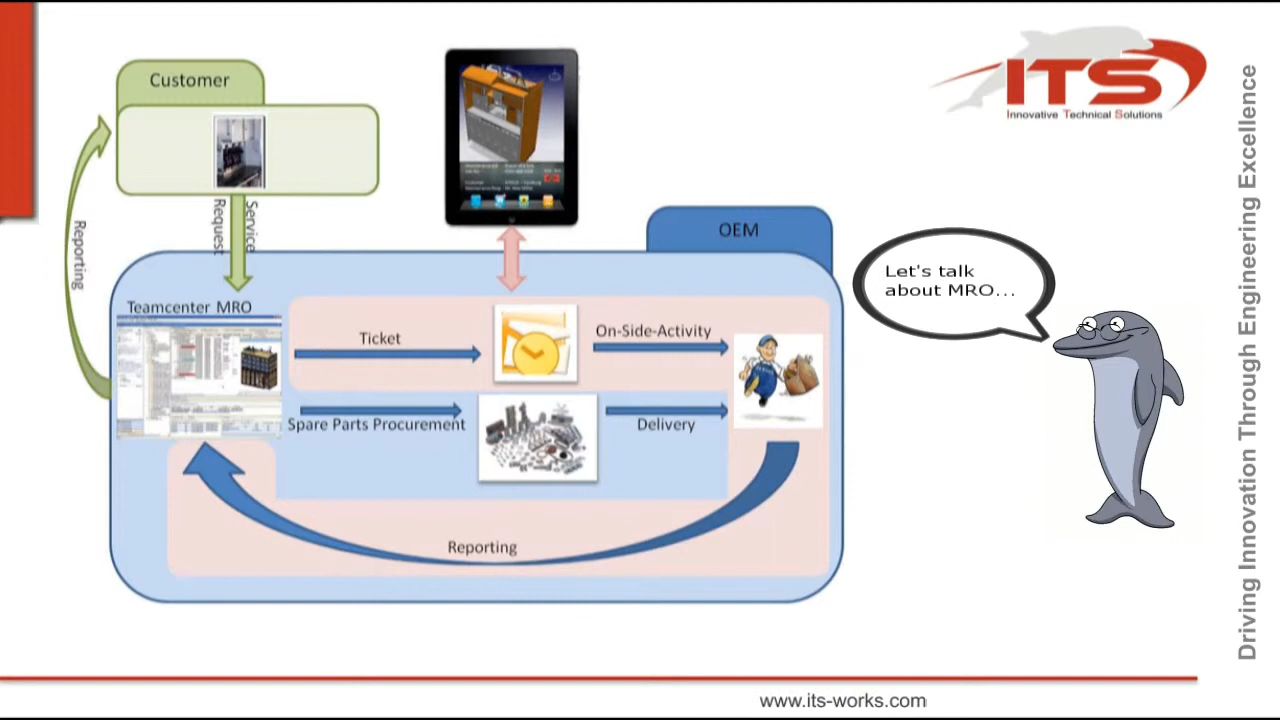 Customer
ITS
Innovative Technical Solutions
Driving Innovation Through Engineering Excellence
Reporting
Service
Request
OEM
Let's talk
about MRO...
Teamcenter MRO
Ticket
On-Side-Activity
Spare Parts Procurement
Delivery
Reporting
www.its-works.com